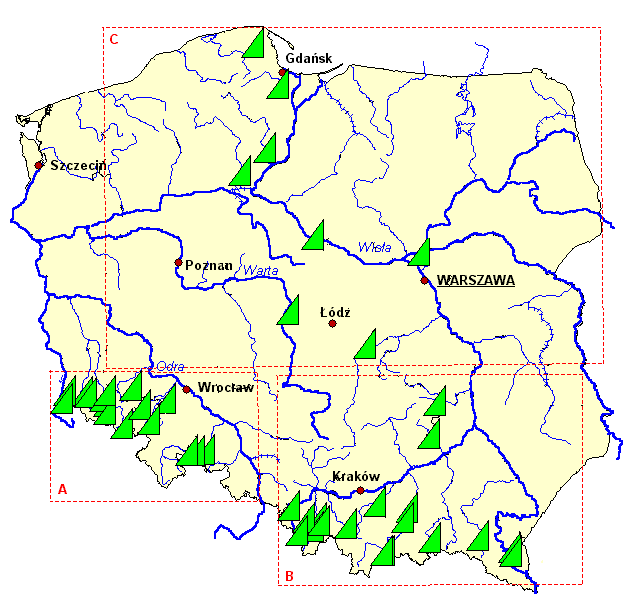 C
Gdańsk
Szczecin
Wisła
Poznań
Warta
WARSZAWA
Łódź
Odra
Wrocław
Kraków
A
B